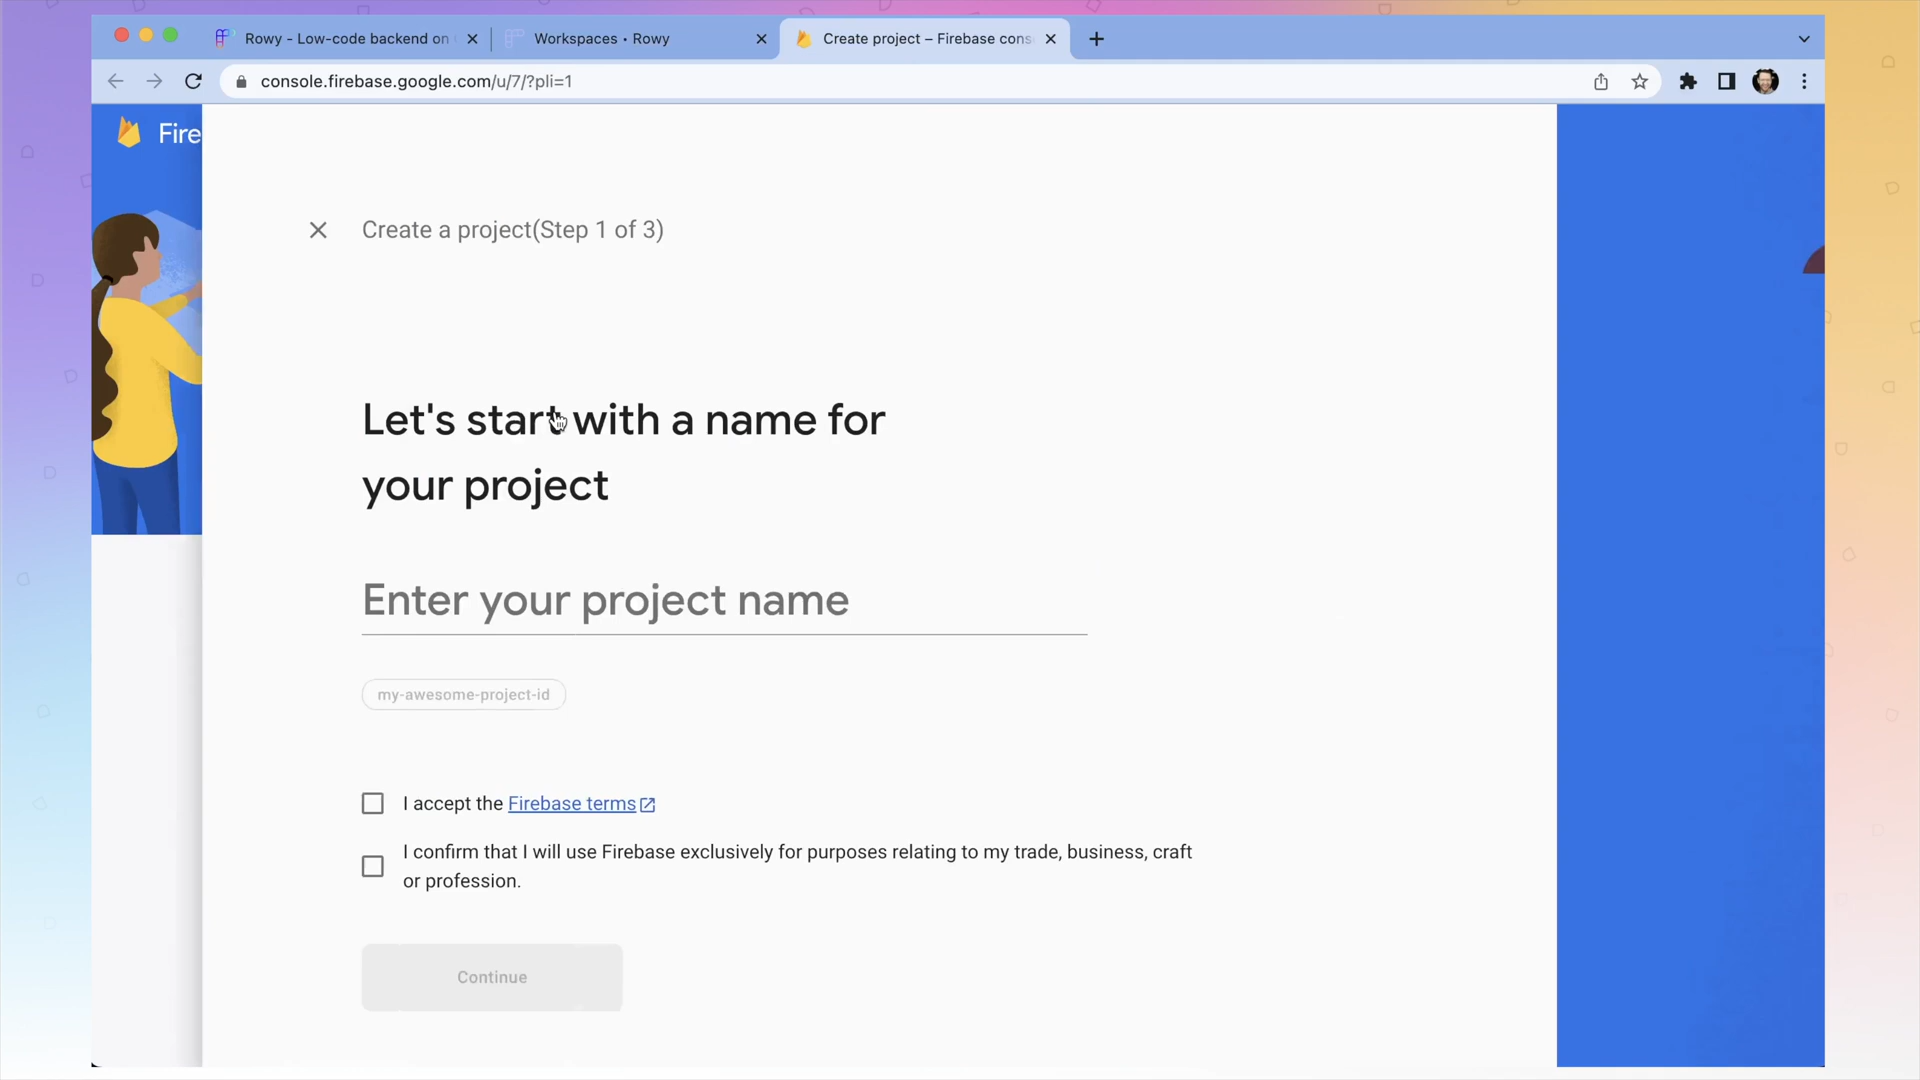 Rowy - Low-code backend on
Workspaces • Rowy
Create project – Firebase cons
console.firebase.google.com/u/7/?pli=1
Fire
Create a project(Step 1 of 3)
Let's start with a name for
your project
Enter your project name
my-awesome-project-id
I accept the Firebase terms
I confirm that I will use Firebase exclusively for purposes relating to my trade, business, craft
or profession.
Continue